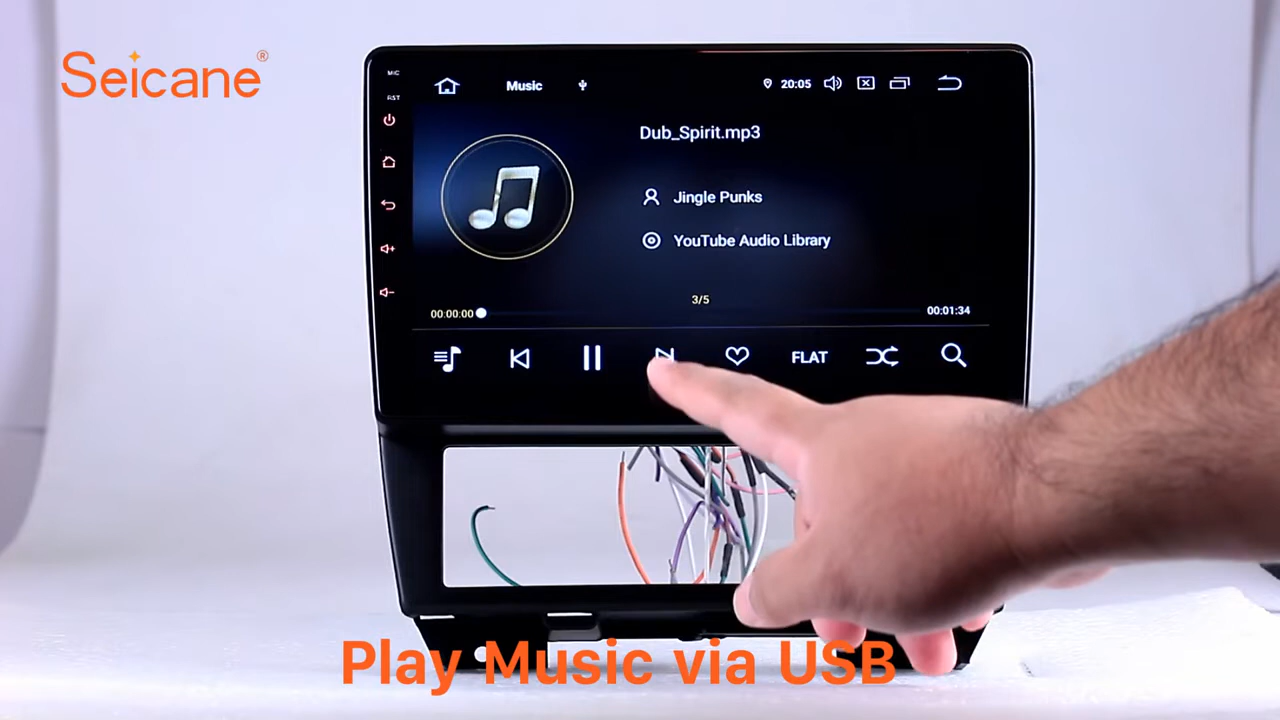 Seicane®
MIC
RST
Music
20:05
Dub_Spirit.mp3
Jingle Punks
YouTube Audio Library
3/5
00:00:00
00:01:34
FLAT
Play Music via USB